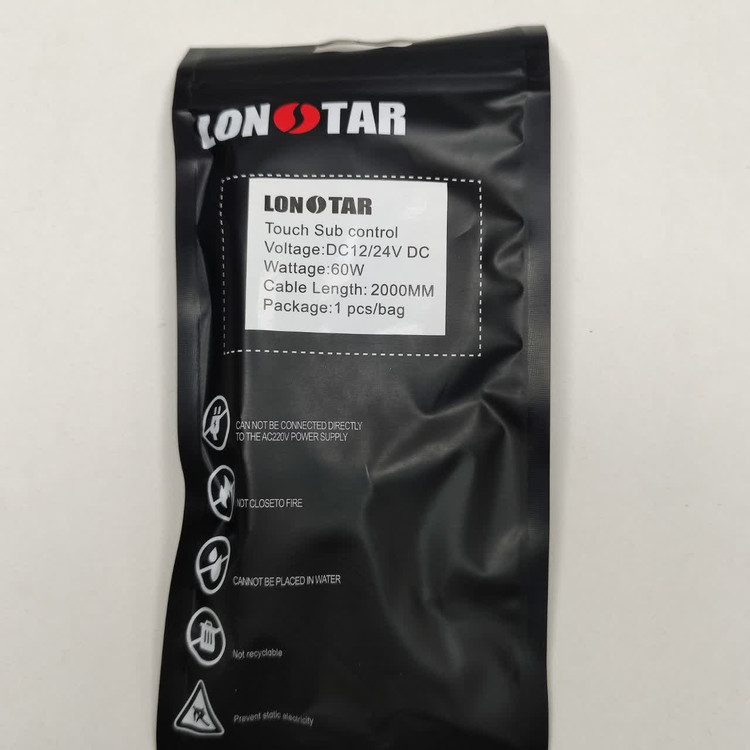 LONSTAR
LONSTAR
Touch Sub control
Voltage:DC12/24V DC
Wattage:60W
Cable Length: 2000MM
Package:1 pcs/bag
CAN NOT BE CONNECTED DIRECTLY
TO THE AC220V POWER SUPPLY
NOT CLOSETO FIRE
CANNOT BE PLACED IN WATER
Not recyclable
Prevent static electricity